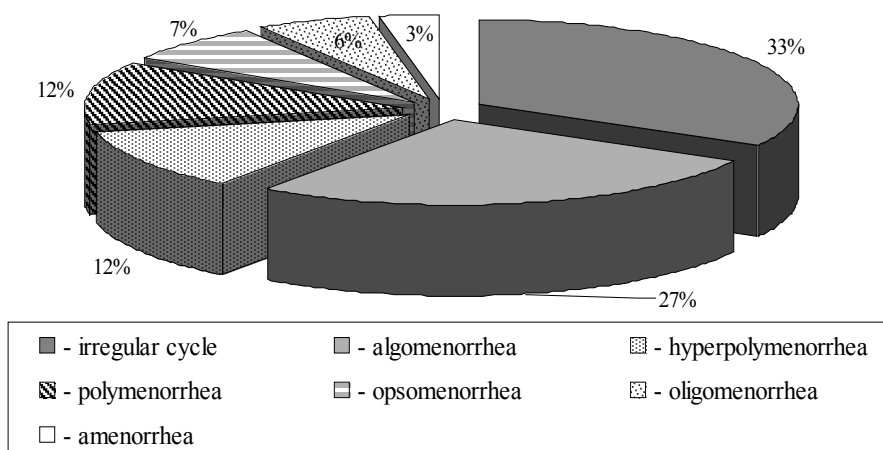 3%
7%
6%
33%
12%
12%
27%
- irregular cycle - algomenorrhea - hyperpolymenorrhea
- polymenorrhea - opsomenorrhea - oligomenorrhea
- amenorrhea